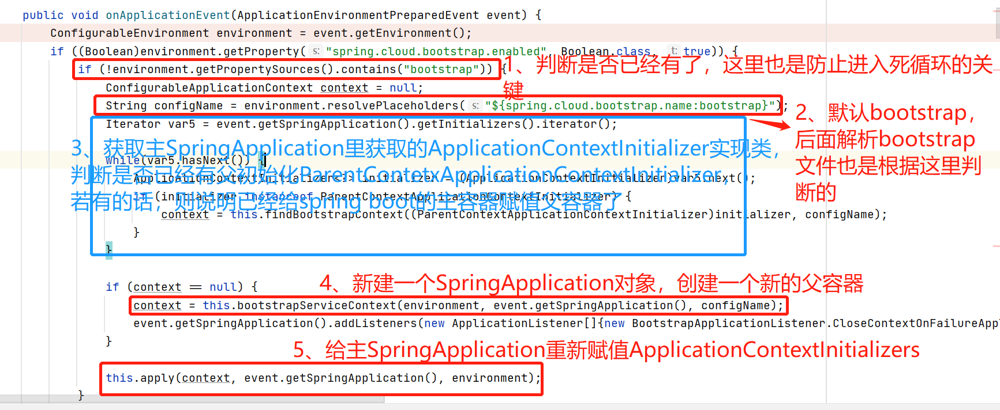 public void onApplicationEvent(ApplicationEnvironmentPreparedEvent event) {
ConfigurableEnvironment environment = event.getEnvironment();
if ((Boolean)environment.getProperty( s: "spring.cloud.bootstrap.enabled", Boolean.class, t: true)) {
if (!environment.getPropertySources().contains("bootstrap")) {
1、判断是否已经有了，这里也是防止进入死循环的关
键
ConfigurableApplicationContext context = null;
String configName = environment.resolvePlaceholders( s: "${spring.cloud.bootstrap.name:bootstrap}");
2、默认bootstrap，
后面解析bootstrap
文件也是根据这里判
断的
Iterator var5 = event.getSpringApplication().getInitializers().iterator();
3、获取主SpringApplication里获取的ApplicationContextInitializer实现类，
判断是否已经有父初始化ParentContetxApplicationContextInitializer，
若有的话，则说明已经给spring boot的主容器赋值父容器了
while(var5.hasNext()) {
ApplicationContextInitializer<?> initializer = (ApplicationContextInitializer)var5.next();
if (initializer instanceof ParentContextApplicationContextInitializer) {
context = this.findBootstrapContext((ParentContextApplicationContextInitializer)initializer, configName);
}
}
if (context == null) {
4、新建一个SpringApplication对象，创建一个新的父容器
context = this.bootstrapServiceContext(environment, event.getSpringApplication(), configName);
event.getSpringApplication().addListeners(new ApplicationListener[]{new BootstrapApplicationListener.CloseContextOnFailureAppl
}
5、给主SpringApplication重新赋值ApplicationContextInitializers
this.apply(context, event.getSpringApplication(), environment);
}